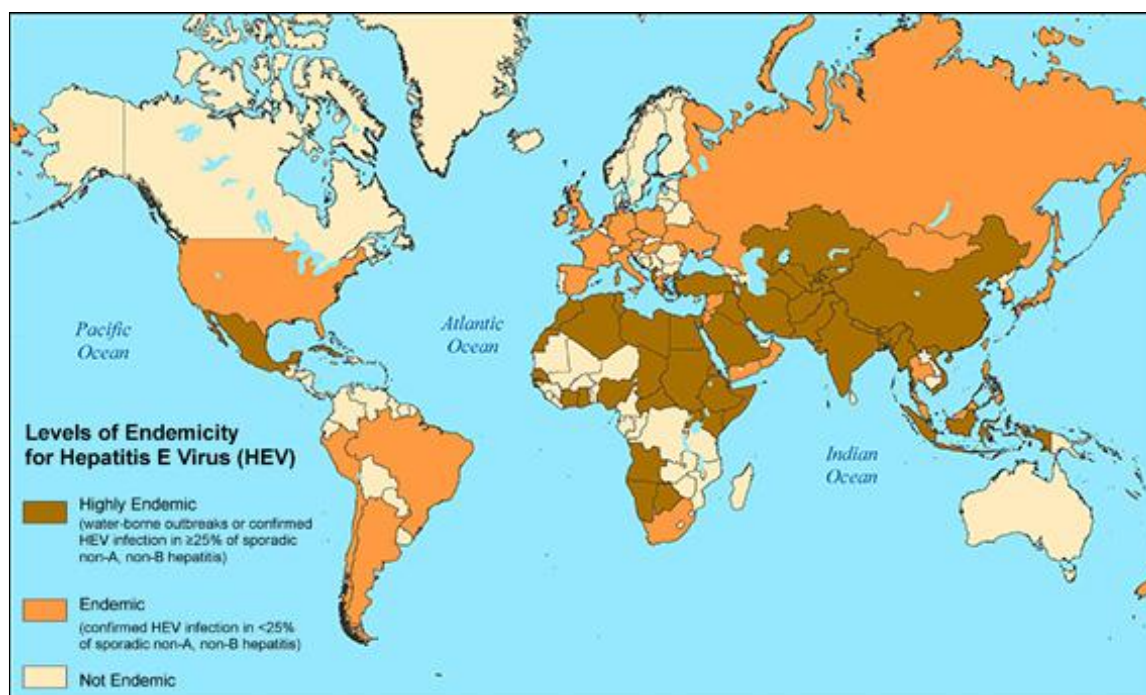 Pacific
Ocean
Atlantic
Ocean
Indian
Ocean
Levels of Endemicity
for Hepatitis E Virus (HEV)
Highly Endemic
(water-borne outbreaks or confirmed
HEV infection in ≥25% of sporadic
non-A, non-B hepatitis)
Endemic
(confirmed HEV infection in <25%
of sporadic non-A, non-B hepatitis)
Not Endemic